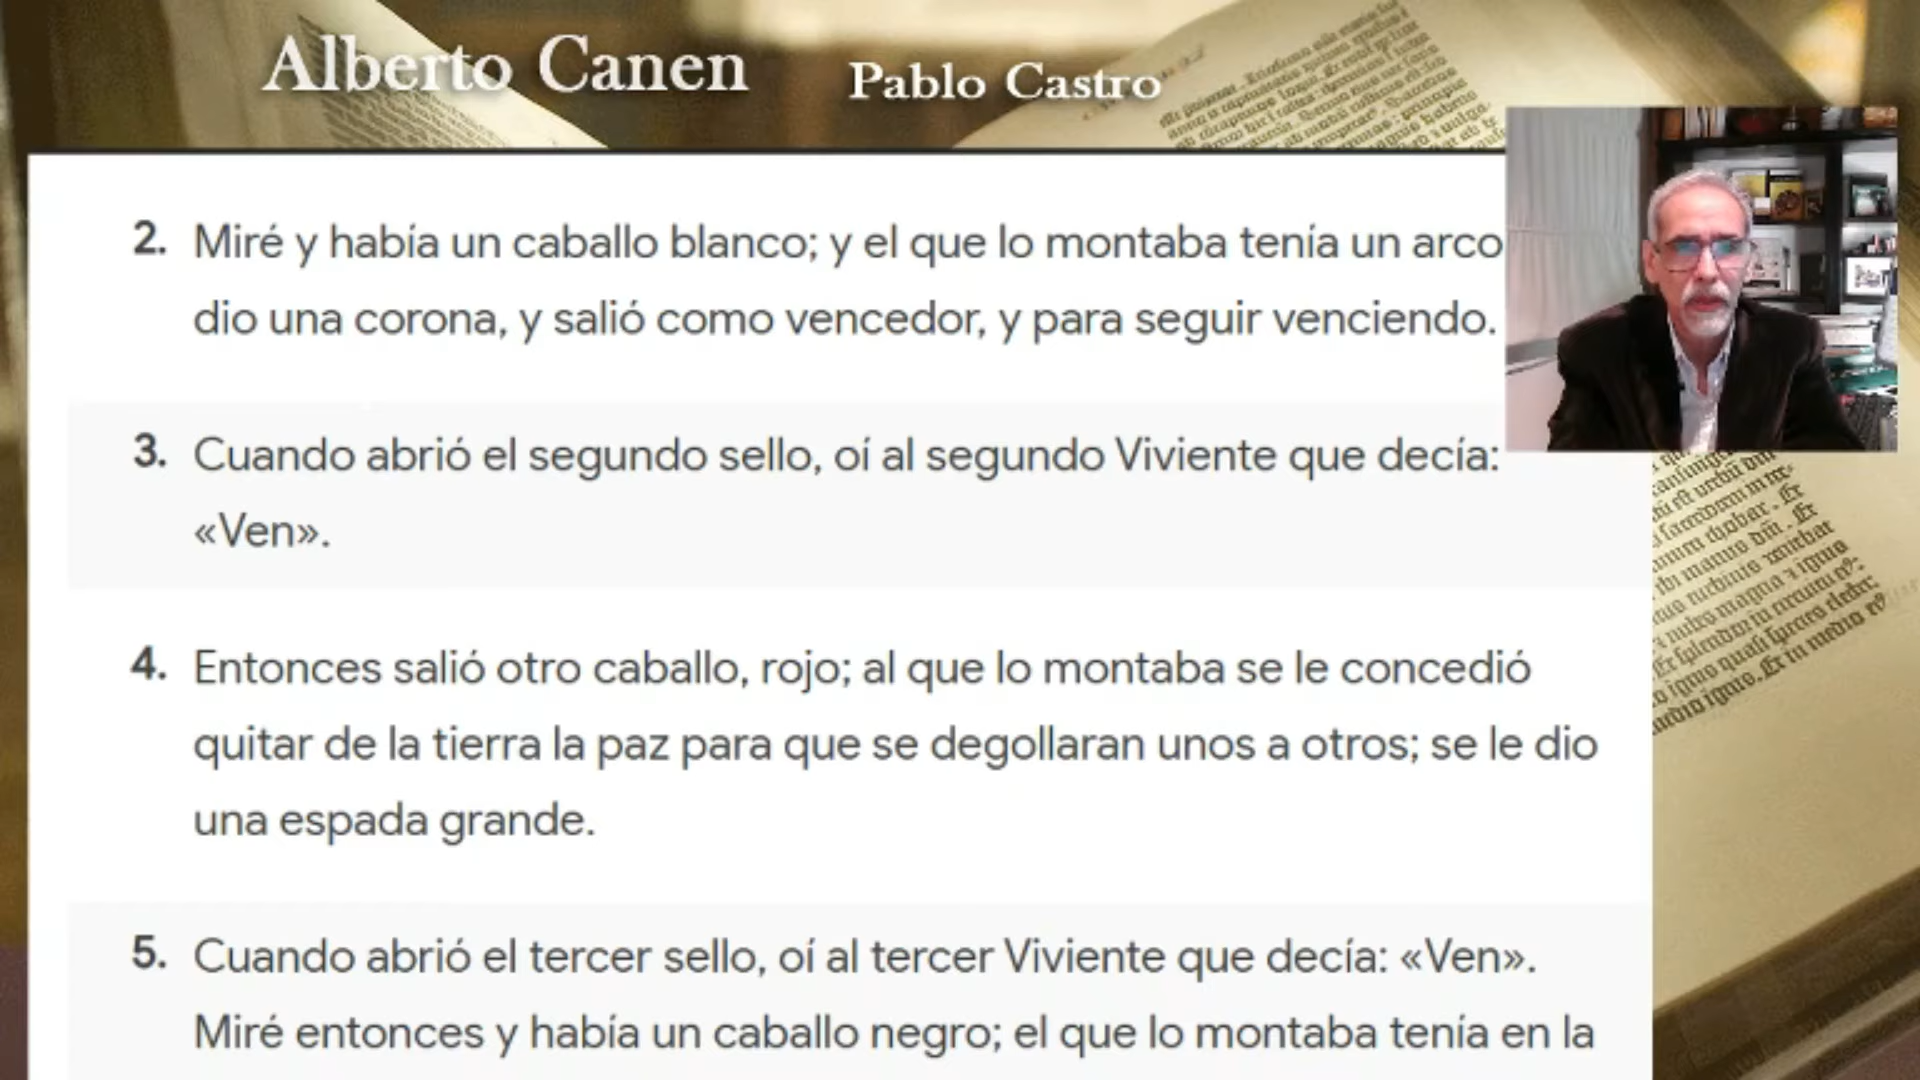 Alberto Canen
Pablo Castro
2. Miré y había un caballo blanco; y el que lo montaba tenía un arco
dio una corona, y salió como vencedor, y para seguir venciendo.
3. Cuando abrió el segundo sello, oí al segundo Viviente que decía:
«Ven».
4. Entonces salió otro caballo, rojo; al que lo montaba se le concedió
quitar de la tierra la paz para que se degollaran unos a otros; se le dio
una espada grande.
5. Cuando abrió el tercer sello, oí al tercer Viviente que decía: «Ven».
Miré entonces y había un caballo negro; el que lo montaba tenía en la